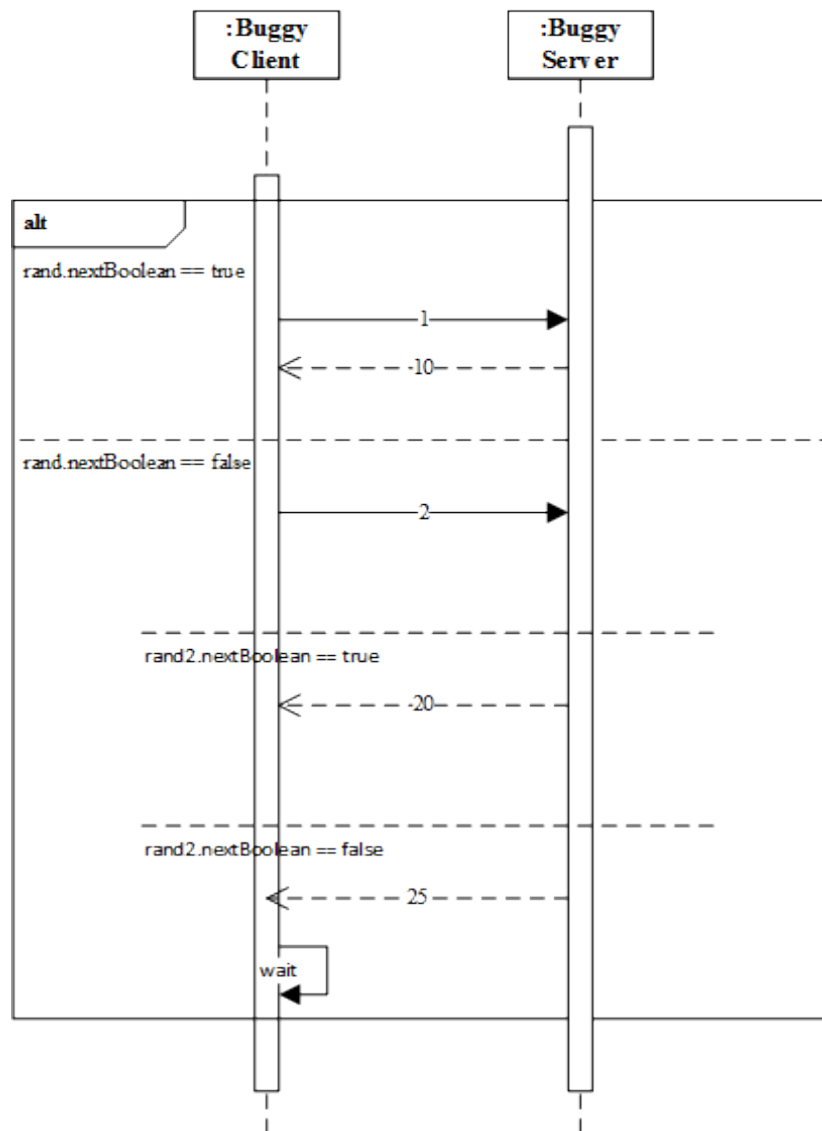 :Buggy
Client
:Buggy
Server
alt
rand.nextBoolean == true
1
-10
rand.nextBoolean == false
2
rand2.nextBoolean == true
-20
rand2.nextBoolean == false
25
wait